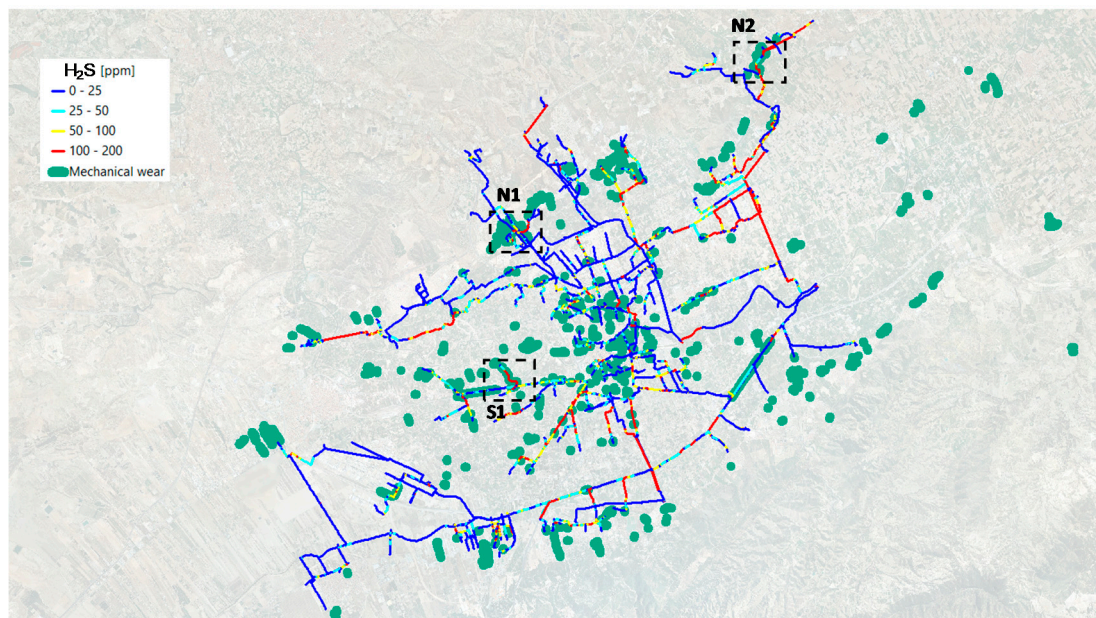 N2
H₂S [ppm]
0 - 25
25 - 50
50 - 100
100 - 200
Mechanical wear
N1
S1